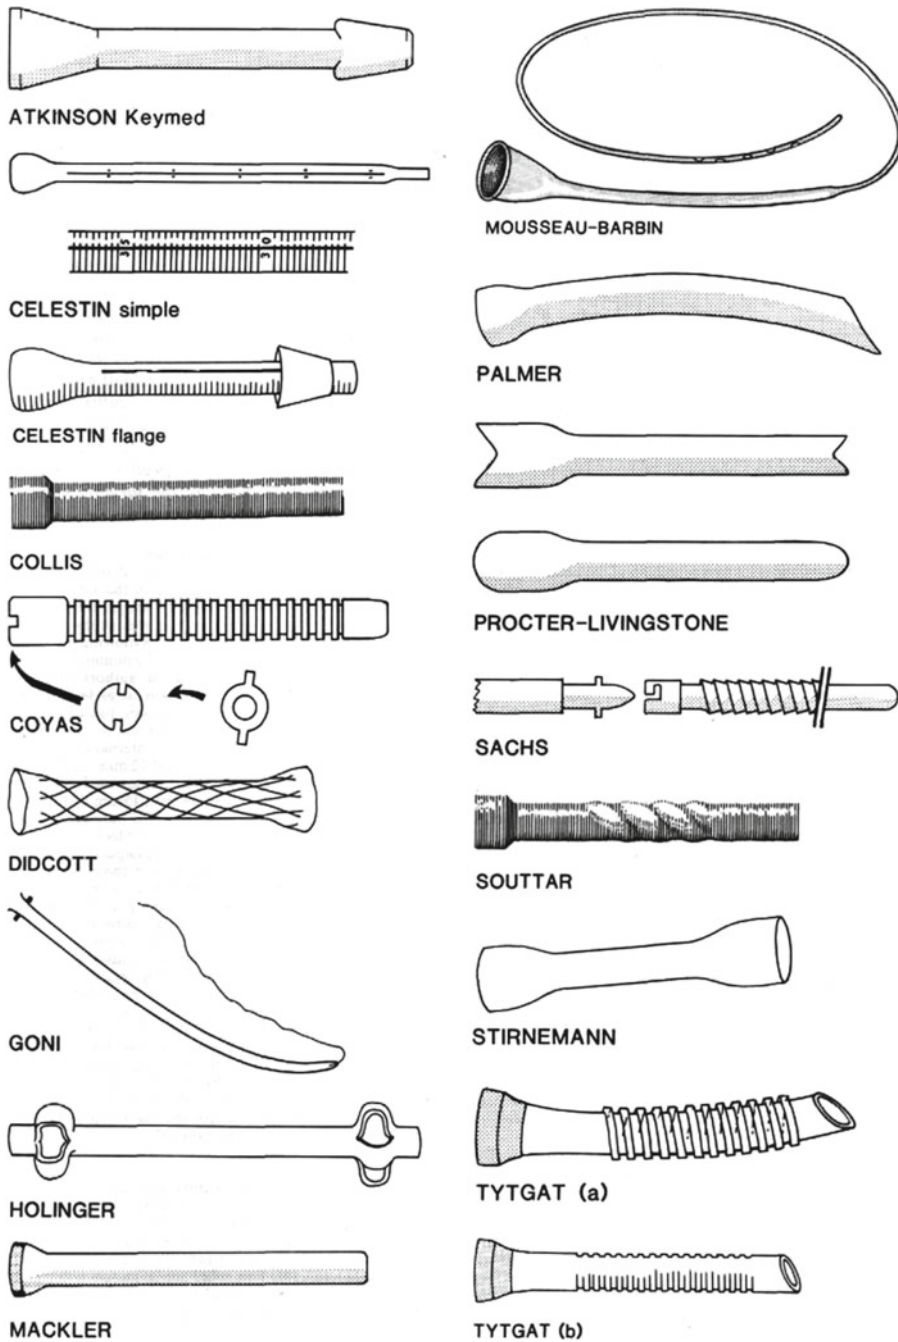 ATKINSON Keymed
CELESTIN simple
CELESTIN flange
COLLIS
COYAS
DIDCOTT
GONI
HOLINGER
MACKLER
MOUSSEAU-BARBIN
PALMER
PROCTER-LIVINGSTONE
SACHS
SOUTTAR
STIRNEMANN
TYTGAT (a)
TYTGAT (b)